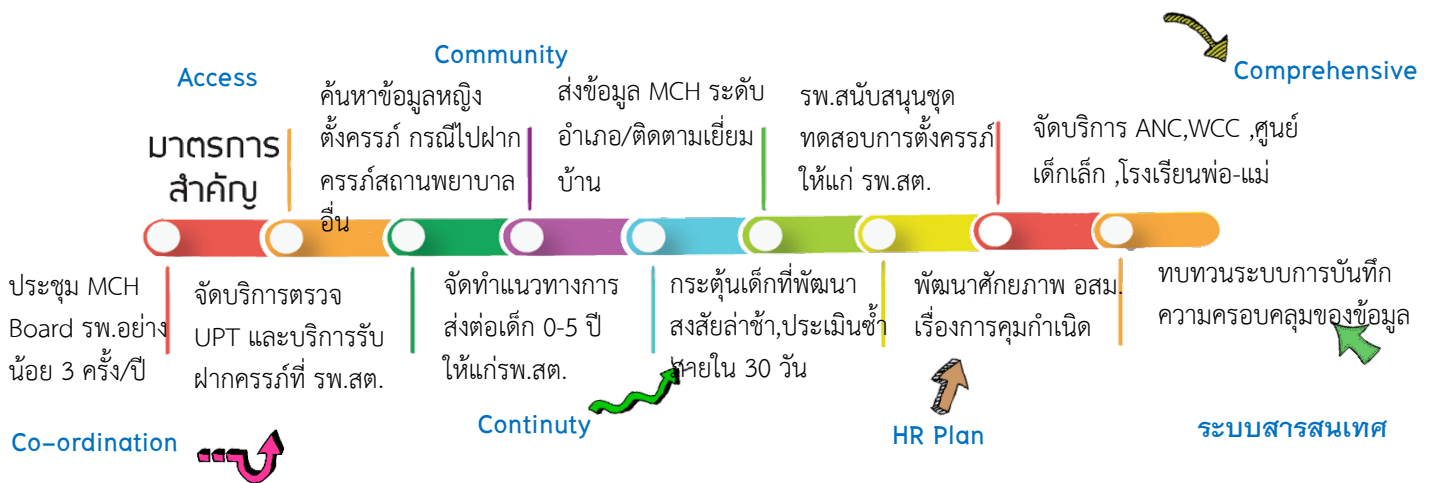 Access
Community
Comprehensive
มาตรการ
สำคัญ
ค้นหาข้อมูลหญิง
ตั้งครรภ์ กรณีไปฝาก
ครรภ์สถานพยาบาล
อื่น
ส่งข้อมูล MCH ระดับ
อำเภอ/ติดตามเยี่ยม
บ้าน
รพ.สนับสนุนชุด
ทดสอบการตั้งครรภ์
ให้แก่ รพ.สต.
จัดบริการ ANC,WCC ,ศูนย์
เด็กเล็ก ,โรงเรียนพ่อ-แม่
ประชุม MCH
Board รพ.อย่าง
น้อย 3 ครั้ง/ปี
จัดบริการตรวจ
UPT และบริการรับ
ฝากครรภ์ที่ รพ.สต.
จัดทำแนวทางการ
ส่งต่อเด็ก 0-5 ปี
ให้แก่รพ.สต.
กระตุ้นเด็กที่พัฒนา
สงสัยล่าช้า,ประเมินซ้ำ
ภายใน 30 วัน
พัฒนาศักยภาพ อสม.
เรื่องการคุมกำเนิด
ทบทวนระบบการบันทึก
ความครอบคลุมของข้อมูล
Co-ordination
Continuty
HR Plan
ระบบสารสนเทศ